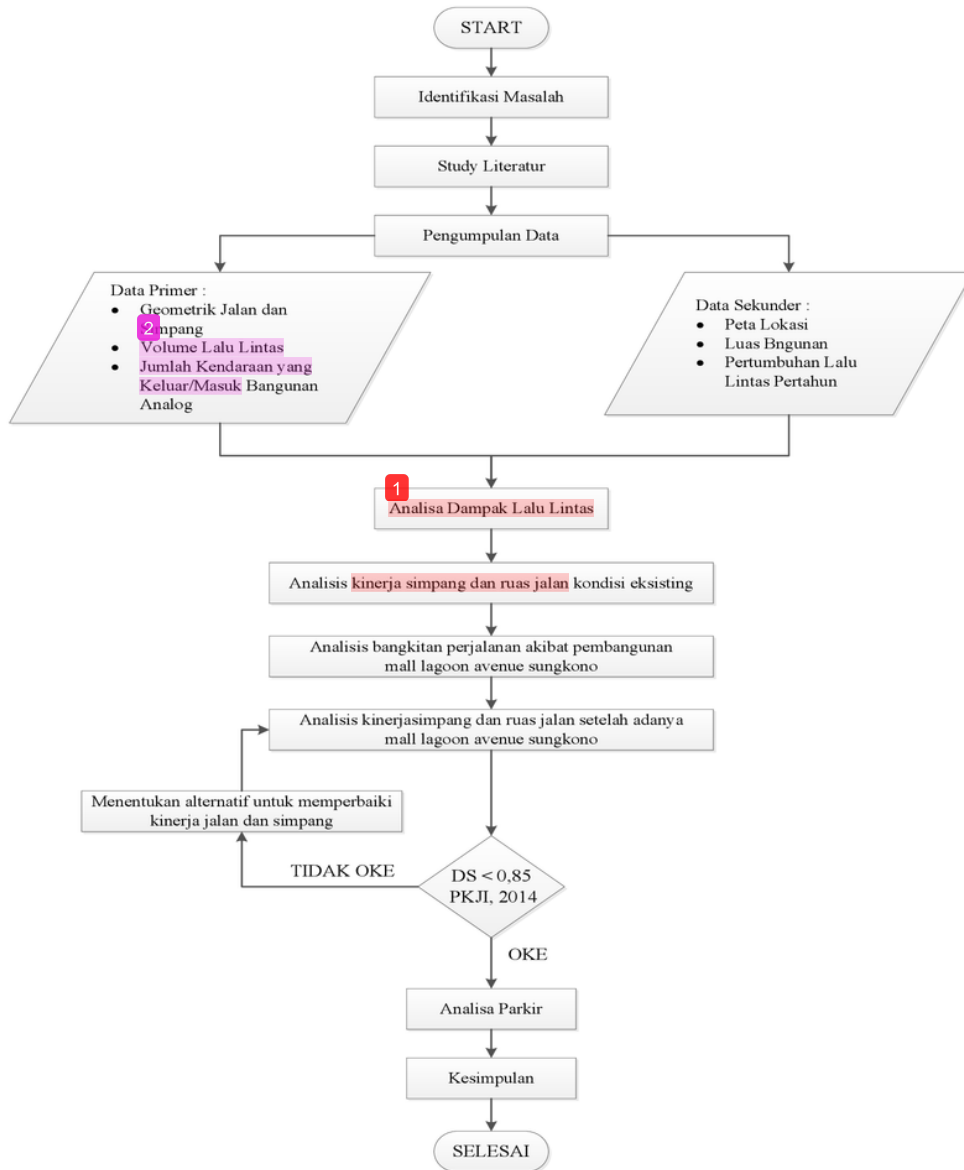 START
Identifikasi Masalah
Study Literatur
Pengumpulan Data
Data Primer :
● Geometrik Jalan dan
2
● Volume Lalu Lintas
● Jumlah Kendaraan yang
Keluar/Masuk Bangunan
Analog
Data Sekunder :
● Peta Lokasi
● Luas Bngunan
● Pertumbuhan Lalu
Lintas Pertahun
1
Analisa Dampak Lalu Lintas
Analisis kinerja simpang dan ruas jalan kondisi eksisting
Analisis bangkitan perjalanan akibat pembangunan
mall lagoon avenue sungkono
Analisis kinerjasimpang dan ruas jalan setelah adanya
mall lagoon avenue sungkono
Menentukan alternatif untuk memperbaiki
kinerja jalan dan simpang
TIDAK OKE
DS < 0,85
PKJI, 2014
OKE
Analisa Parkir
Kesimpulan
SELESAI